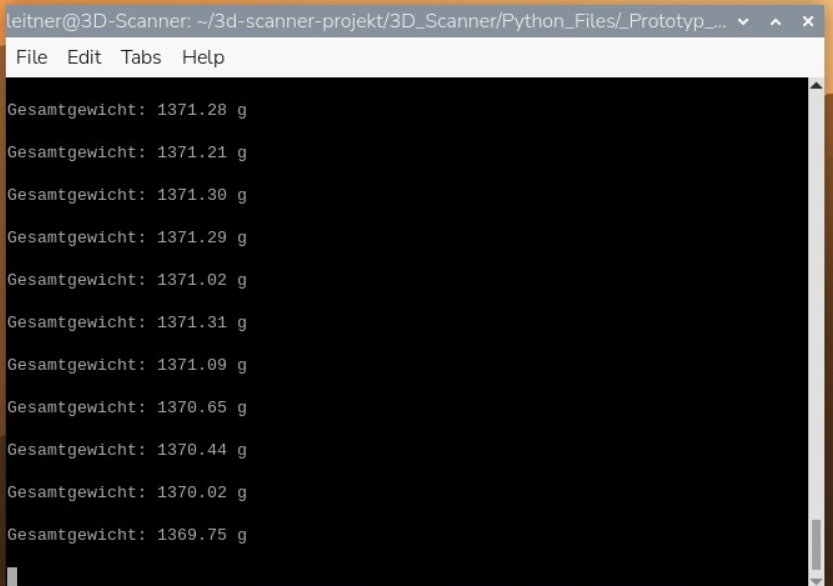 leitner@3D-Scanner: ~/3d-scanner-projekt/3D_Scanner/Python_Files/_Prototyp_...
File Edit Tabs Help
Gesamtgewicht: 1371.28 g
Gesamtgewicht: 1371.21 g
Gesamtgewicht: 1371.30 g
Gesamtgewicht: 1371.29 g
Gesamtgewicht: 1371.02 g
Gesamtgewicht: 1371.31 g
Gesamtgewicht: 1371.09 g
Gesamtgewicht: 1370.65 g
Gesamtgewicht: 1370.44 g
Gesamtgewicht: 1370.02 g
Gesamtgewicht: 1369.75 g